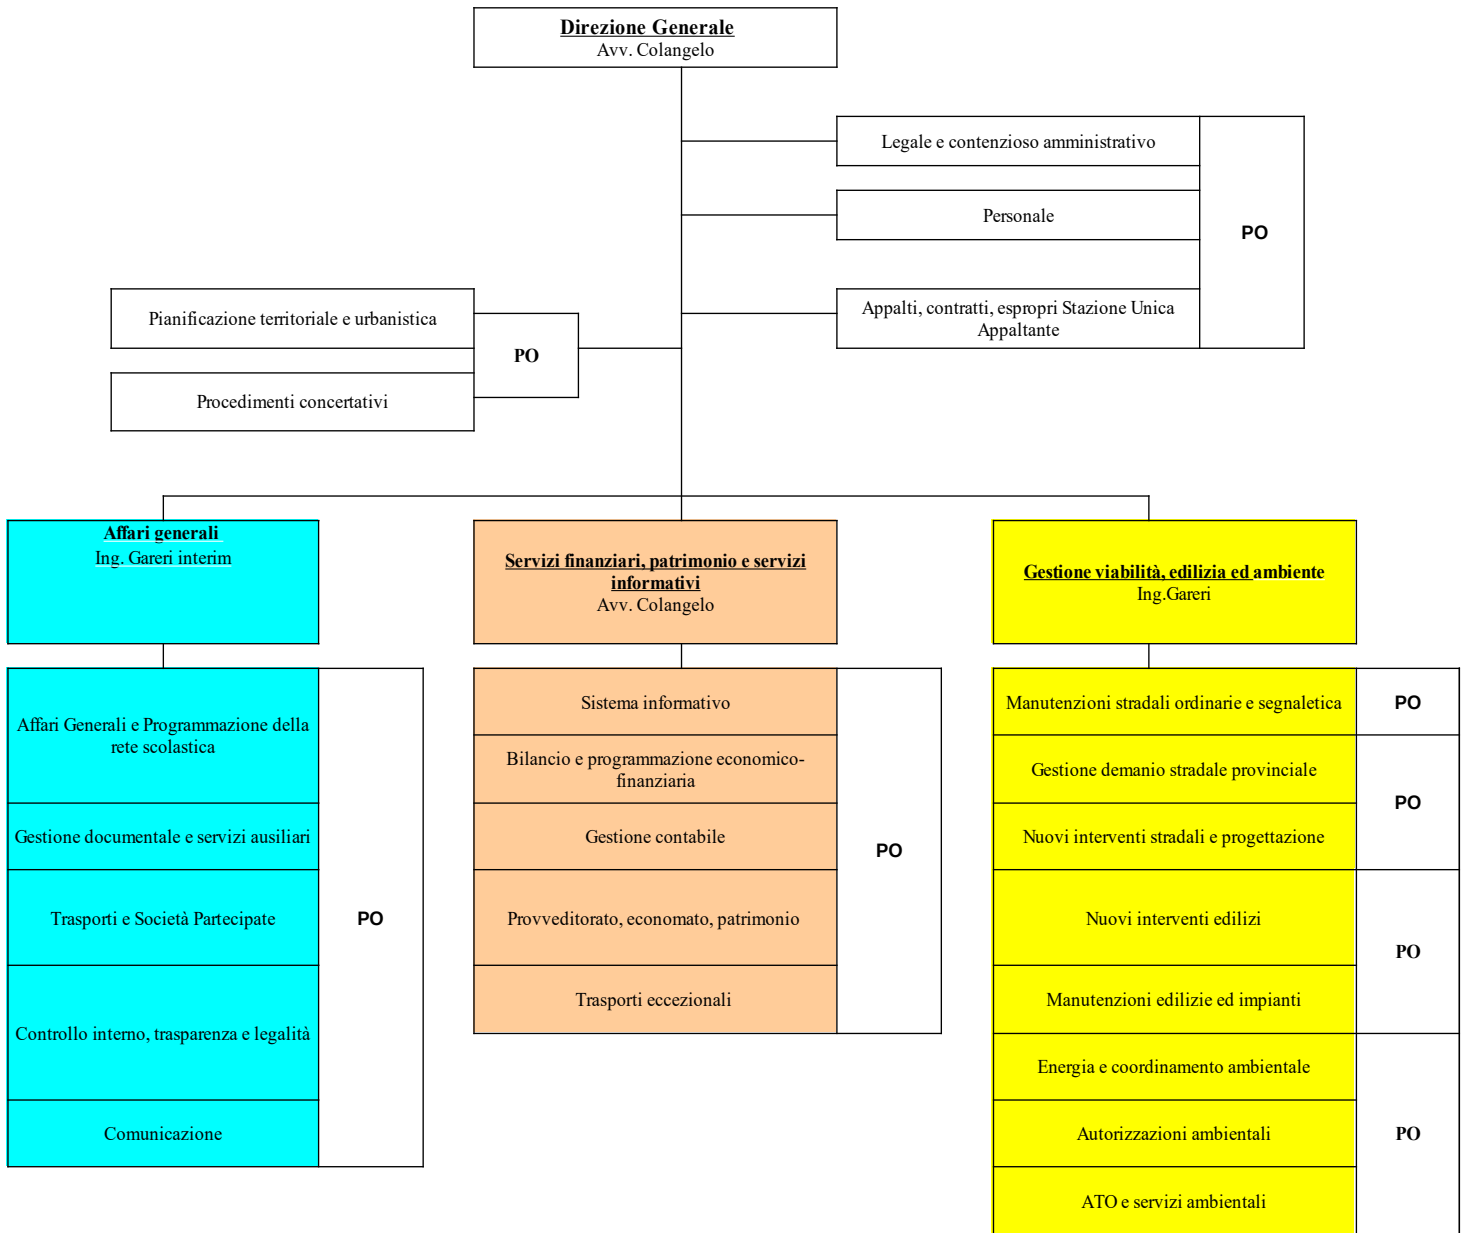 Direzione Generale
Avv. Colangelo
Legale e contenzioso amministrativo
Personale
PO
Appalti, contratti, espropri Stazione Unica
Appaltante
Pianificazione territoriale e urbanistica
PO
Procedimenti concertativi
Affari generali
Ing. Gareri interim
Servizi finanziari, patrimonio e servizi
informativi
Avv. Colangelo
Gestione viabilità, edilizia ed ambiente
Ing.Gareri
Affari Generali e Programmazione della
rete scolastica
Gestione documentale e servizi ausiliari
Trasporti e Società Partecipate
PO
Controllo interno, trasparenza e legalità
Comunicazione
Sistema informativo
Bilancio e programmazione economico-
finanziaria
Gestione contabile
PO
Provveditorato, economato, patrimonio
Trasporti eccezionali
Manutenzioni stradali ordinarie e segnaletica
PO
Gestione demanio stradale provinciale
PO
Nuovi interventi stradali e progettazione
Nuovi interventi edilizi
PO
Manutenzioni edilizie ed impianti
Energia e coordinamento ambientale
Autorizzazioni ambientali
PO
ATO e servizi ambientali